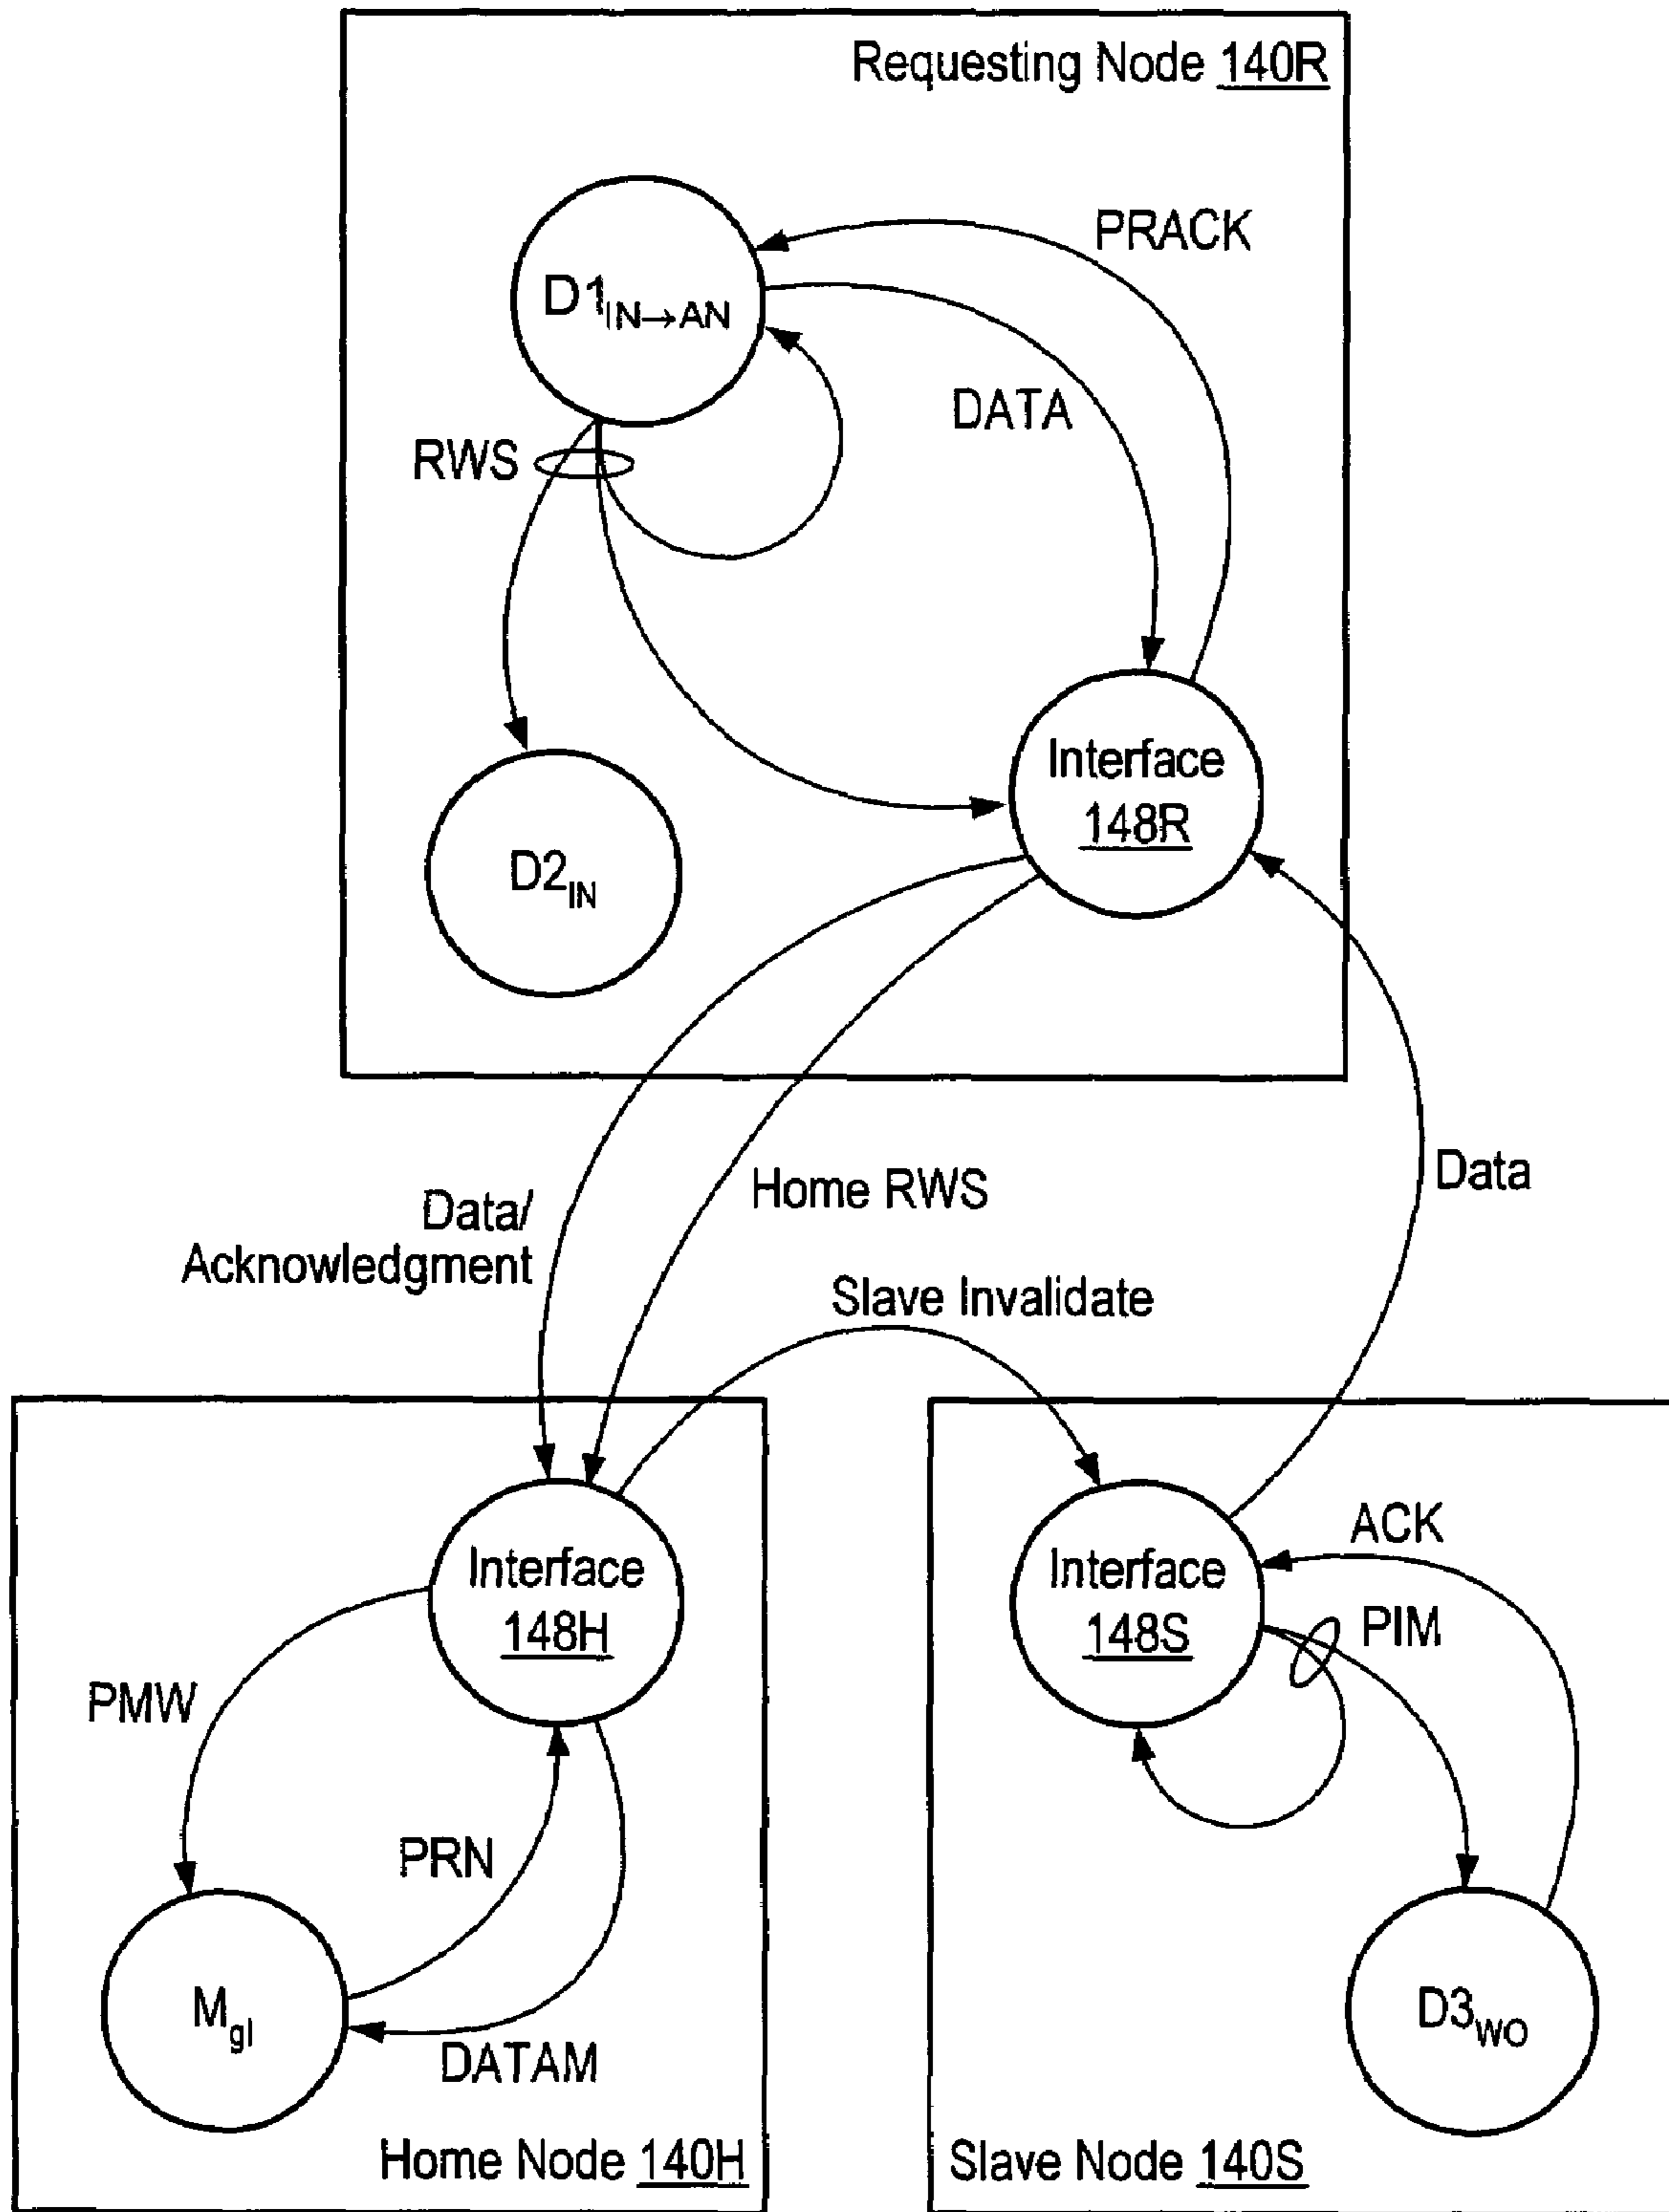 Requesting Node 140R
PRACK
D1IN→AN
DATA
RWS
Interface
148R
D2IN
Data/
Acknowledgment
Home RWS
Data
Slave Invalidate
Interface
148H
PMW
PRN
Mgl
DATAM
Home Node 140H
Interface
148S
ACK
PIM
D3WO
Slave Node 140S